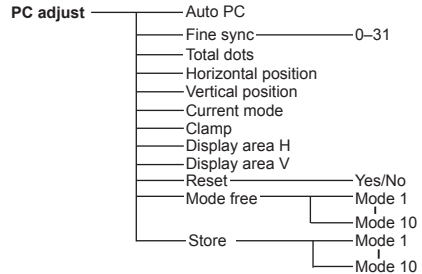 PC adjust Auto PC
Fine sync 0–31
Total dots
Horizontal position
Vertical position
Current mode
Clamp
Display area H
Display area V
Reset Yes/No
Mode free Mode 1
Mode 10
Store Mode 1
Mode 10